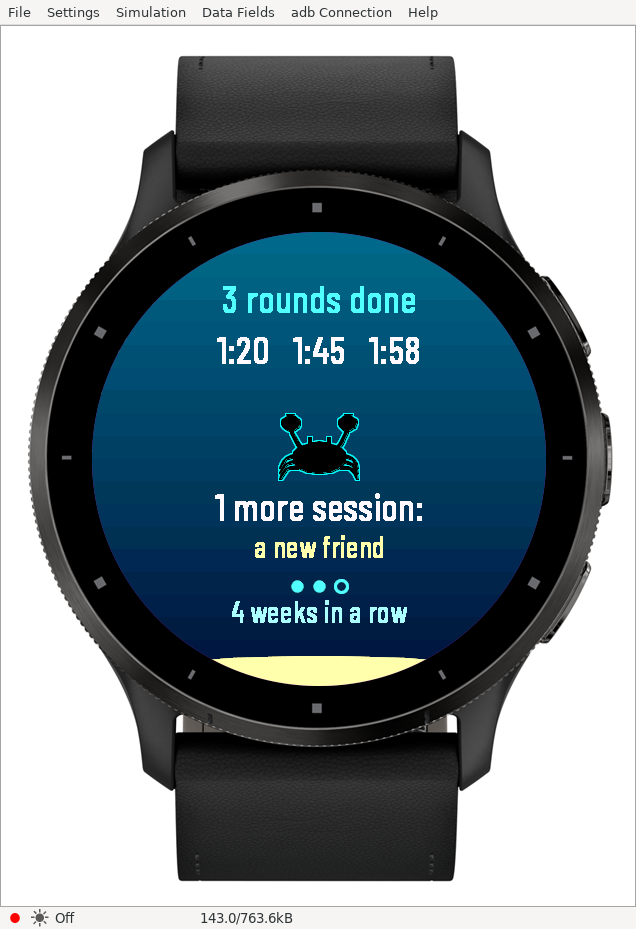 File Settings Simulation Data Fields adb Connection Help
3 rounds done
1:20 1:45 1:58
1 more session:
a new friend
4 weeks in a row
Off 143.0/763.6kB